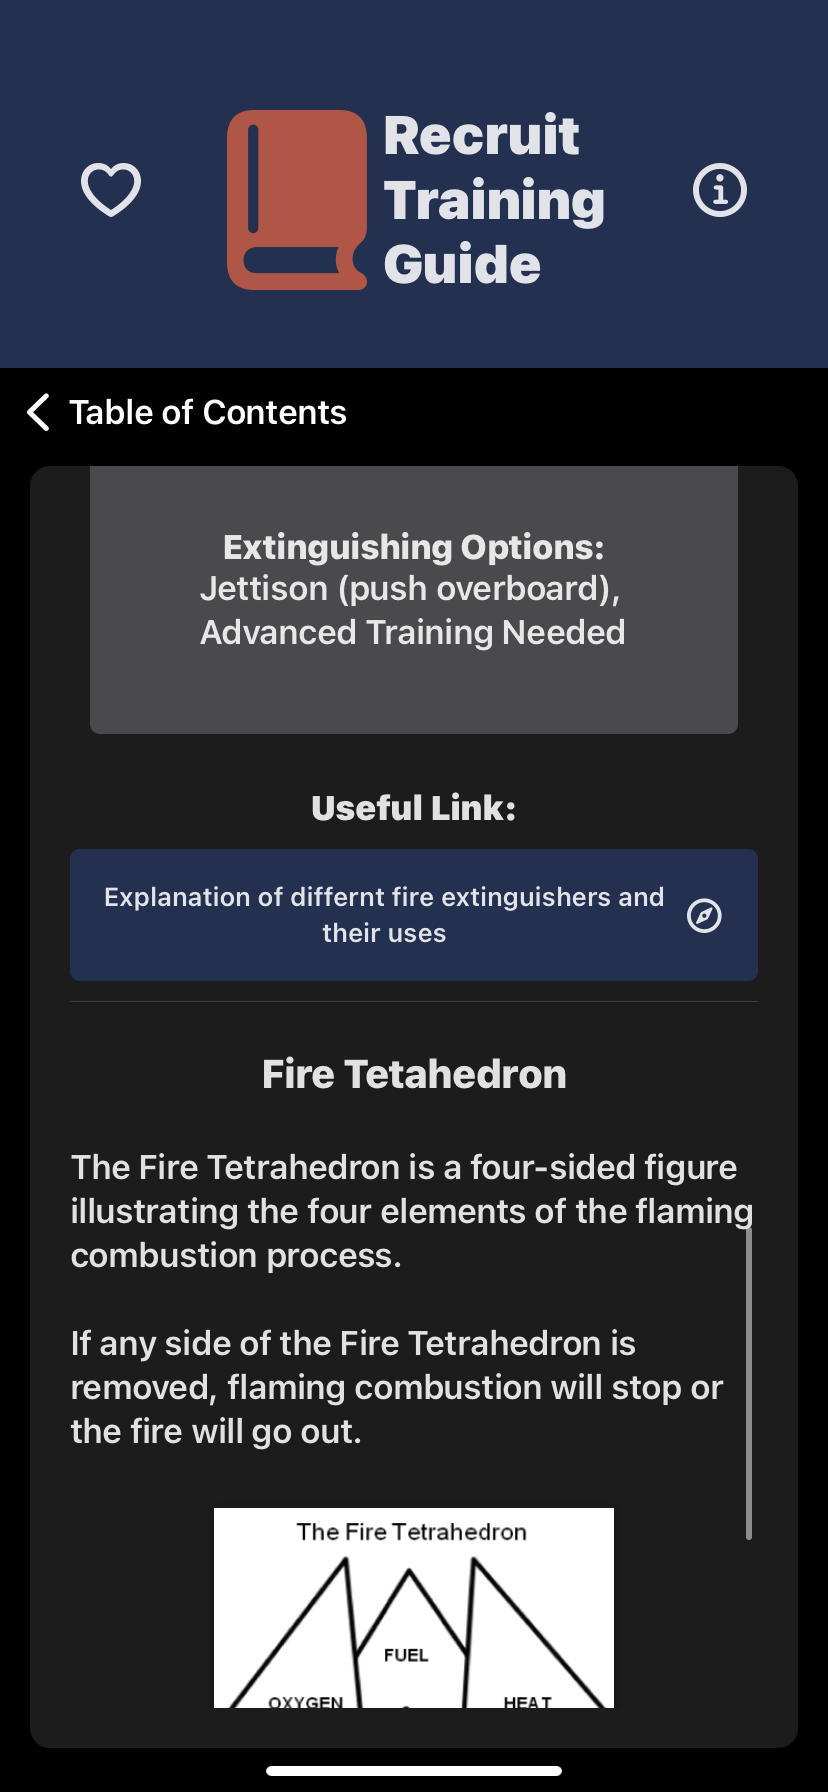 Recruit
Training
Guide
Table of Contents
Extinguishing Options:
Jettison (push overboard),
Advanced Training Needed
Useful Link:
Explanation of differnt fire extinguishers and
their uses
Fire Tetahedron
The Fire Tetrahedron is a four-sided figure
illustrating the four elements of the flaming
combustion process.
If any side of the Fire Tetrahedron is
removed, flaming combustion will stop or
the fire will go out.
The Fire Tetrahedron
FUEL
OXYGEN
HEAT